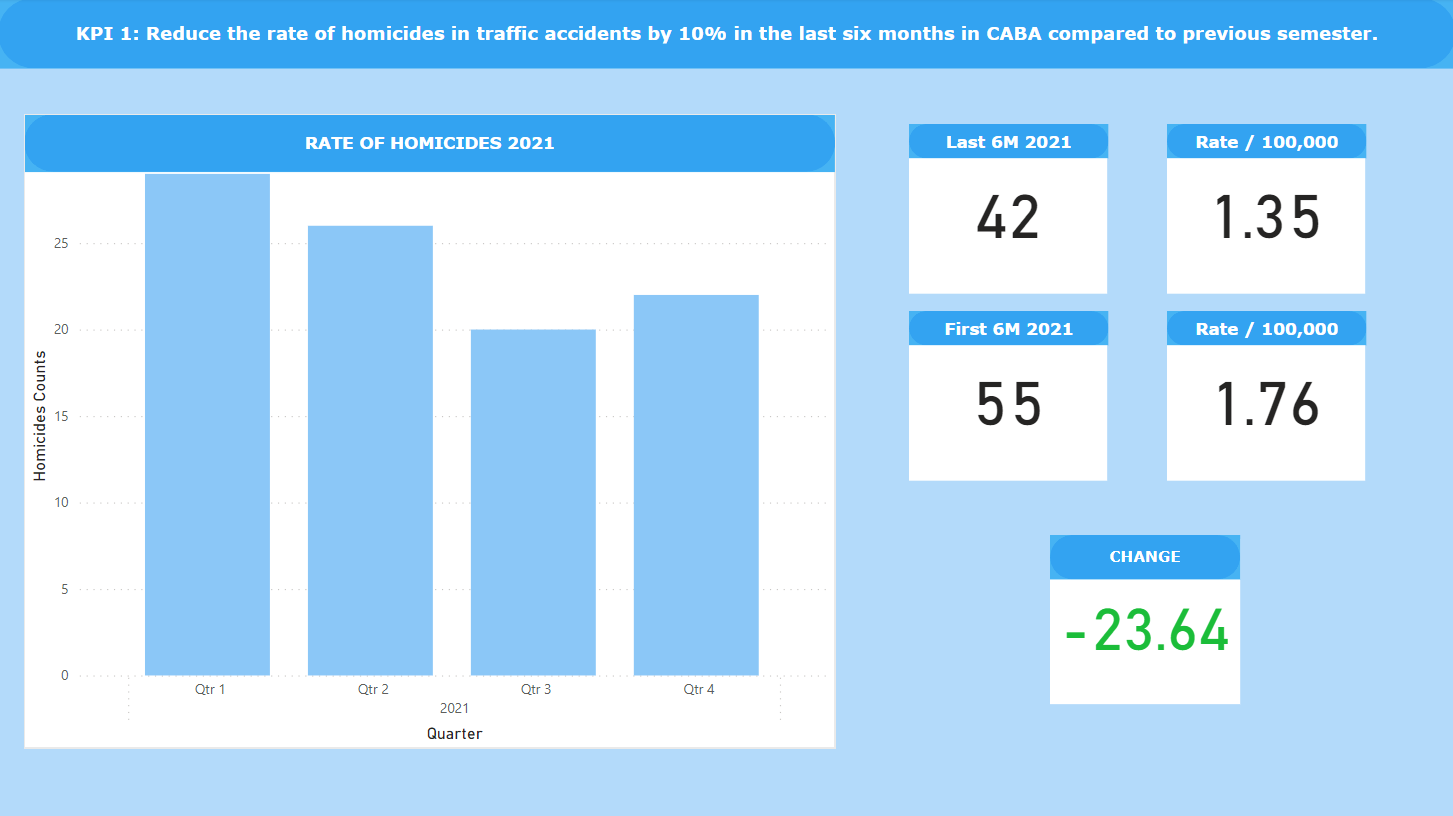 KPI 1: Reduce the rate of homicides in traffic accidents by 10% in the last six months in CABA compared to previous semester.
RATE OF HOMICIDES 2021
Homicides Counts
25
20
15
10
5
0
Qtr 1
Qtr 2
Qtr 3
Qtr 4
2021
Quarter
Last 6M 2021
42
Rate / 100,000
1.35
First 6M 2021
55
Rate / 100,000
1.76
CHANGE
-23.64